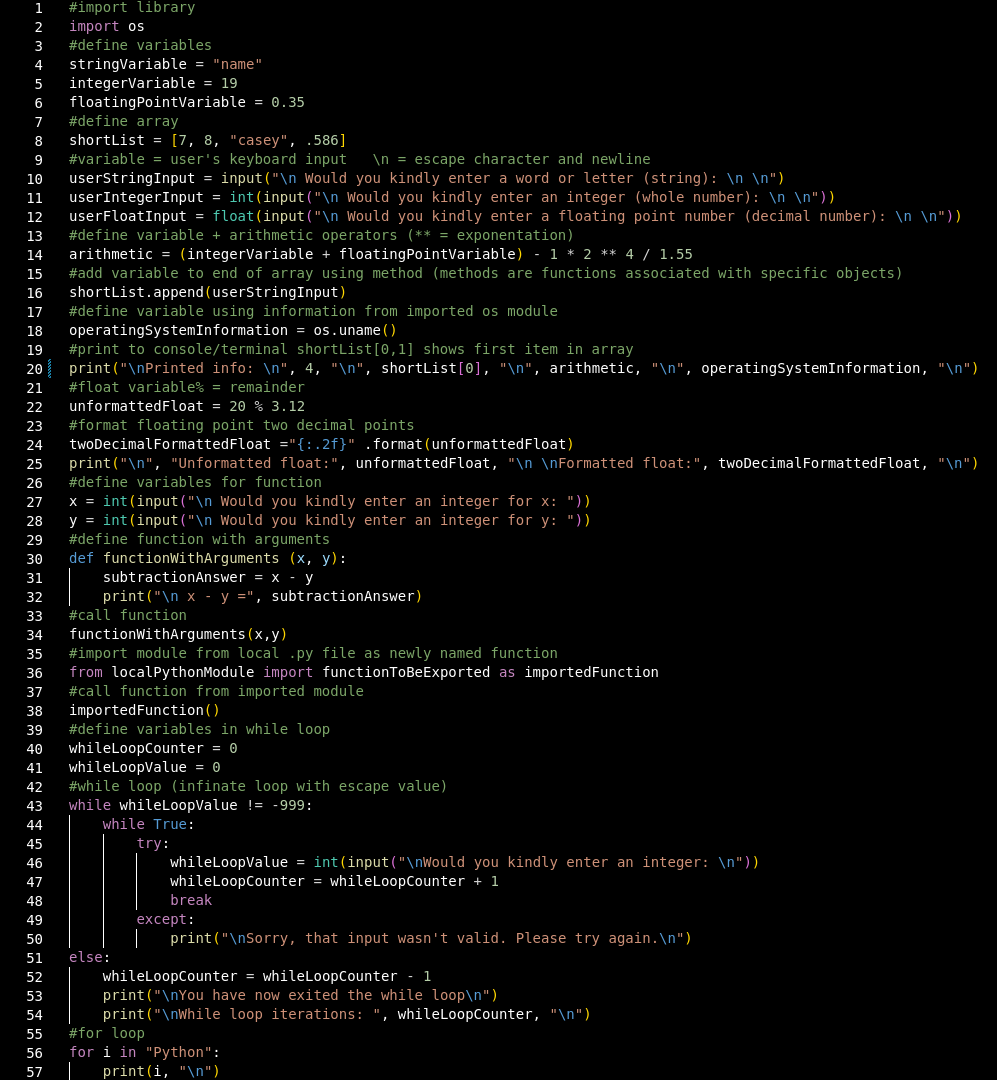 1 #import library
2 import os
3 #define variables
4 stringVariable = "name"
5 integerVariable = 19
6 floatingPointVariable = 0.35
7 #define array
8 shortList = [7, 8, "casey", .586]
9 #variable = user's keyboard input   \n = escape character and newline
10 userStringInput = input("\n Would you kindly enter a word or letter (string): \n \n")
11 userIntegerInput = int(input("\n Would you kindly enter an integer (whole number): \n \n"))
12 userFloatInput = float(input("\n Would you kindly enter a floating point number (decimal number): \n \n"))
13 #define variable + arithmetic operators (** = exponentation)
14 arithmetic = (integerVariable + floatingPointVariable) - 1 * 2 ** 4 / 1.55
15 #add variable to end of array using method (methods are functions associated with specific objects)
16 shortList.append(userStringInput)
17 #define variable using information from imported os module
18 operatingSystemInformation = os.uname()
19 #print to console/terminal shortList[0,1] shows first item in array
20 print("\nPrinted info: \n", 4, "\n", shortList[0], "\n", arithmetic, "\n", operatingSystemInformation, "\n")
21 #float variable% = remainder
22 unformattedFloat = 20 % 3.12
23 #format floating point two decimal points
24 twoDecimalFormattedFloat ="{:.2f}" .format(unformattedFloat)
25 print("\n", "Unformatted float:", unformattedFloat, "\n \nFormatted float:", twoDecimalFormattedFloat, "\n")
26 #define variables for function
27 x = int(input("\n Would you kindly enter an integer for x: "))
28 y = int(input("\n Would you kindly enter an integer for y: "))
29 #define function with arguments
30 def functionWithArguments (x, y):
31     subtractionAnswer = x - y
32     print("\n x - y =", subtractionAnswer)
33 #call function
34 functionWithArguments(x,y)
35 #import module from local .py file as newly named function
36 from localPythonModule import functionToBeExported as importedFunction
37 #call function from imported module
38 importedFunction()
39 #define variables in while loop
40 whileLoopCounter = 0
41 whileLoopValue = 0
42 #while loop (infinate loop with escape value)
43 while whileLoopValue != -999:
44     while True:
45         try:
46             whileLoopValue = int(input("\nWould you kindly enter an integer: \n"))
47             whileLoopCounter = whileLoopCounter + 1
48             break
49         except:
50             print("\nSorry, that input wasn't valid. Please try again.\n")
51 else:
52     whileLoopCounter = whileLoopCounter - 1
53     print("\nYou have now exited the while loop\n")
54     print("\nWhile loop iterations: ", whileLoopCounter, "\n")
55 #for loop
56 for i in "Python":
57     print(i, "\n")